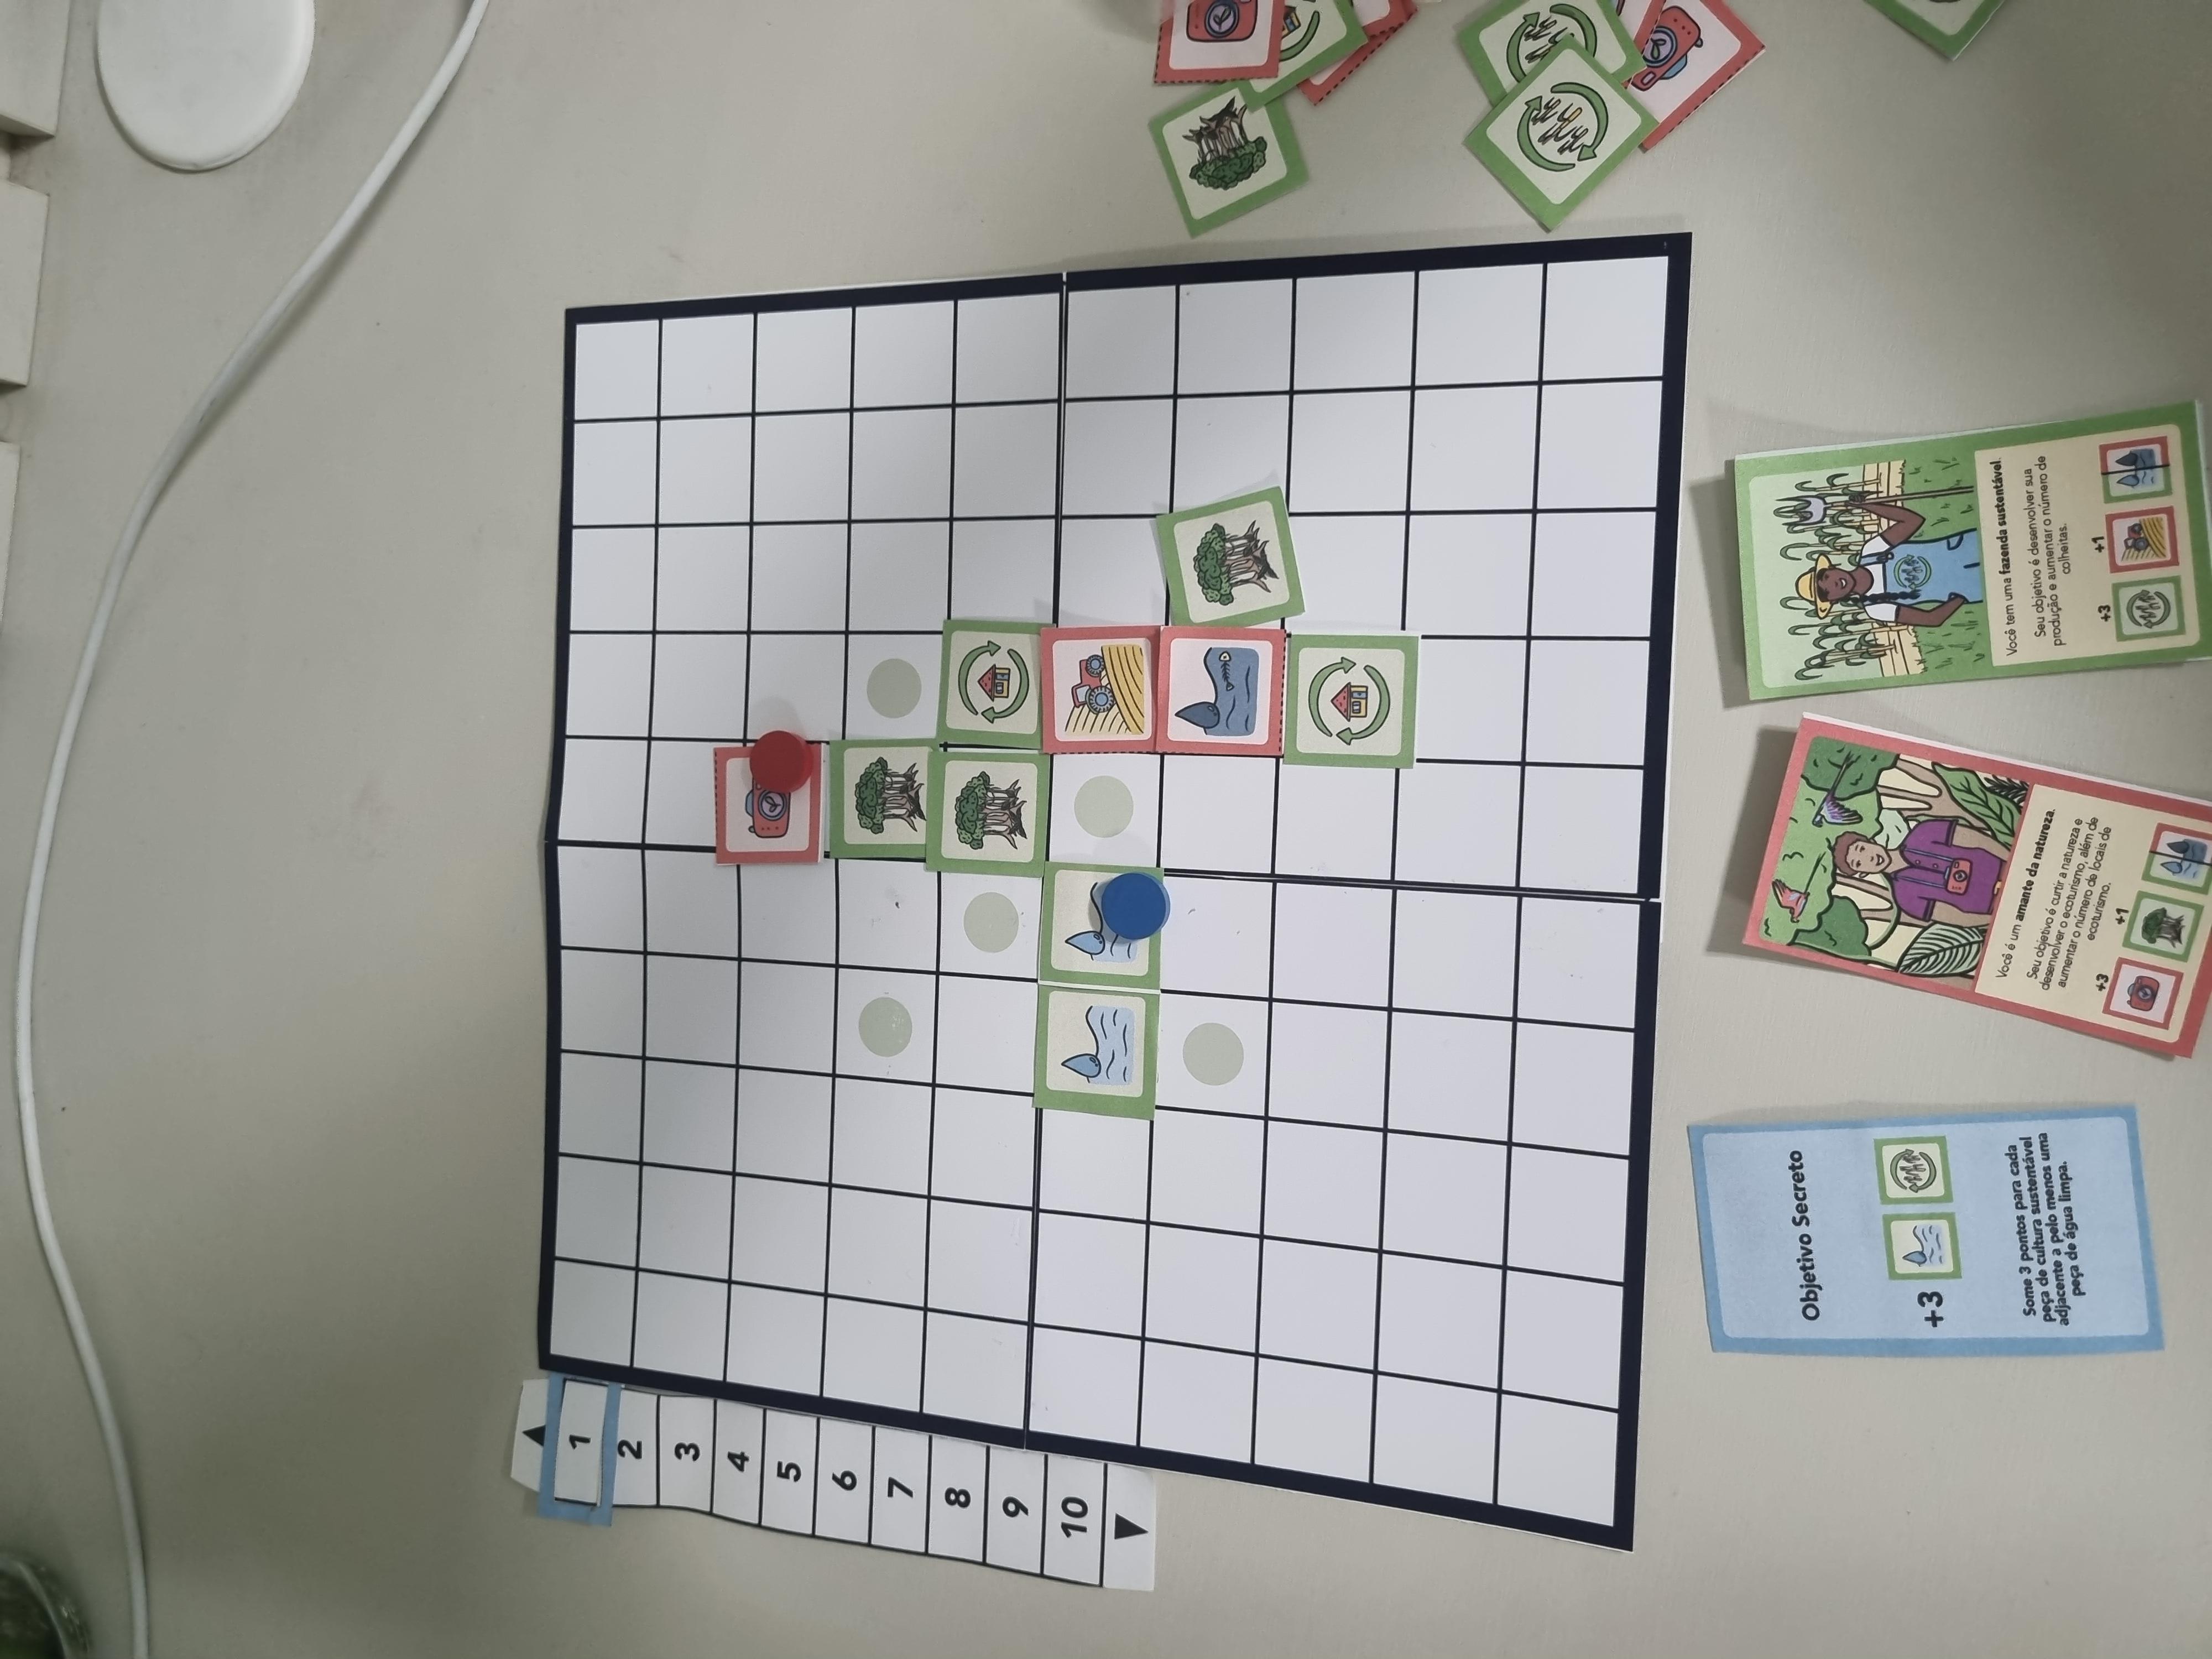 Você tem uma fazenda sustentável.
Seu objetivo é desenvolver sua
produção e aumentar o número de
colheitas.
+3
+1
Você é um amante da natureza.
Seu objetivo é curtir a natureza e
desenvolver o ecoturismo, além de
aumentar o número de locais de
ecoturismo.
+3
+1
Objetivo Secreto
+3
Some 3 pontos para cada
peça de cultura sustentável
adjacente a pelo menos uma
peça de água limpa.
1
2
3
4
5
6
7
8
9
10